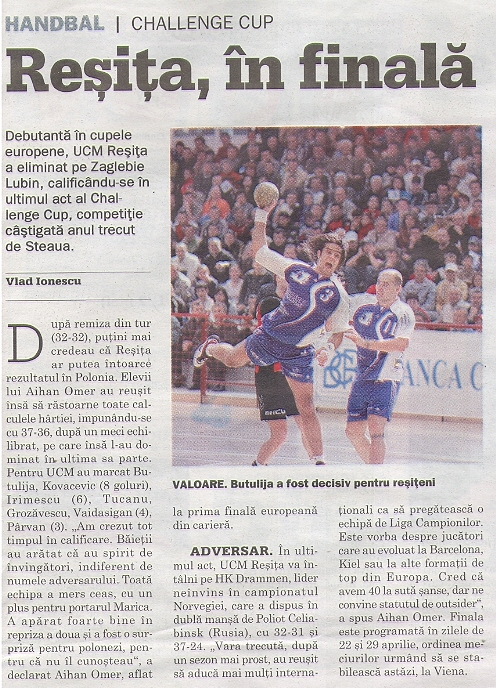 HANDBAL | CHALLENGE CUP
Reșița, în finală
Debutantă în cupele
europene, UCM Reșița
a eliminat pe Zaglebie
Lubin, calificându-se în
ultimul act al Chal-
lenge Cup, competiție
câștigată anul trecut
de Steaua.
Vlad Ionescu
După remiza din tur
(32-32), puțini mai
credeau că Reșița
ar putea întoarce
rezultatul în Polonia. Elevii
lui Aihan Omer au reușit
însă să răstoarne toate cal-
culele hârtiei, impunându-se
cu 37-36, după un meci echi-
librat, pe care însă l-au do-
minat în ultima sa parte.
Pentru UCM au marcat Bu-
tulija, Kovacevic (8 goluri),
Irimescu (6), Tucanu,
Grozăvescu, Vaidasigan (4),
Pârvan (3). „Am crezut tot
timpul în calificare. Băieții
au arătat că au spirit de
învingători, indiferent de
numele adversarului. Toată
echipa a mers ceas, cu un
plus pentru portarul Marica.
A apărat foarte bine în
repriza a doua și a fost o sur-
priză pentru polonezi, pen-
tru că nu îl cunoșteau“, a
declarat Aihan Omer, aflat
BANCA C
VALOARE. Butulija a fost decisiv pentru reșițeni
la prima finală europeană
din carieră.
ADVERSAR. În ulti-
mul act, UCM Reșița va în-
tâlni pe HK Drammen, lider
neînvins în campionatul
Norvegiei, care a dispus în
dublă manșă de Poliot Celia-
binsk (Rusia), cu 32-31 și
37-24. „Vara trecută, după
un sezon mai prost, au reușit
să aducă mai mulți interna-
ționali ca să pregătească o
echipă de Liga Campionilor.
Este vorba despre jucători
care au evoluat la Barcelona,
Kiel sau la alte formații de
top din Europa. Cred că
avem 40 la sută șanse, dar ne
convine statutul de outsider“,
a spus Aihan Omer. Finala
este programată în zilele de
22 și 29 aprilie, ordinea me-
ciurilor urmând să se sta-
bilească astăzi, la Viena.